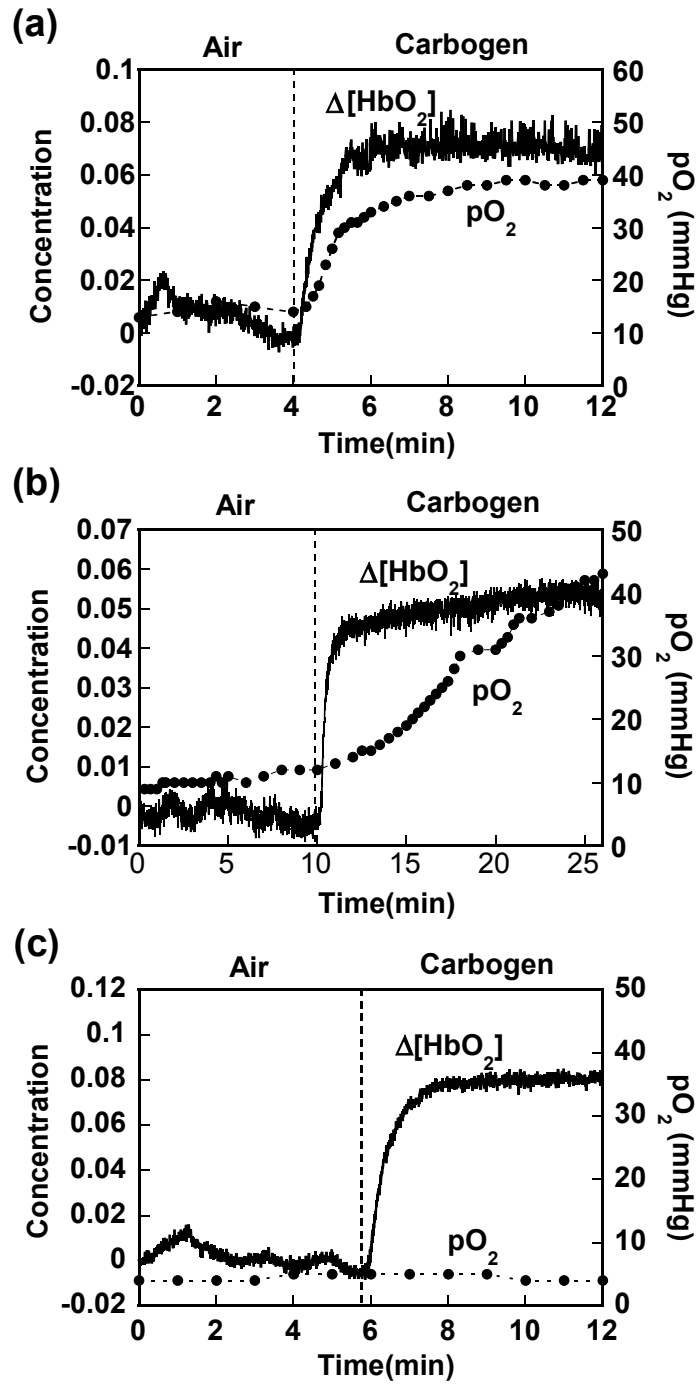 (a)
Air Carbogen
Δ[HbO₂]
pO₂
Concentration
0.1
0.08
0.06
0.04
0.02
0
-0.02
pO₂ (mmHg)
60
50
40
30
20
10
0
0 2 4 6 8 10 12
Time(min)
(b)
Air Carbogen
Δ[HbO₂]
pO₂
Concentration
0.07
0.06
0.05
0.04
0.03
0.02
0.01
0
-0.01
pO₂ (mmHg)
50
40
30
20
10
0
0 5 10 15 20 25
Time(min)
(c)
Air Carbogen
Δ[HbO₂]
pO₂
Concentration
0.12
0.1
0.08
0.06
0.04
0.02
0
-0.02
pO₂ (mmHg)
50
40
30
20
10
0
0 2 4 6 8 10 12
Time(min)